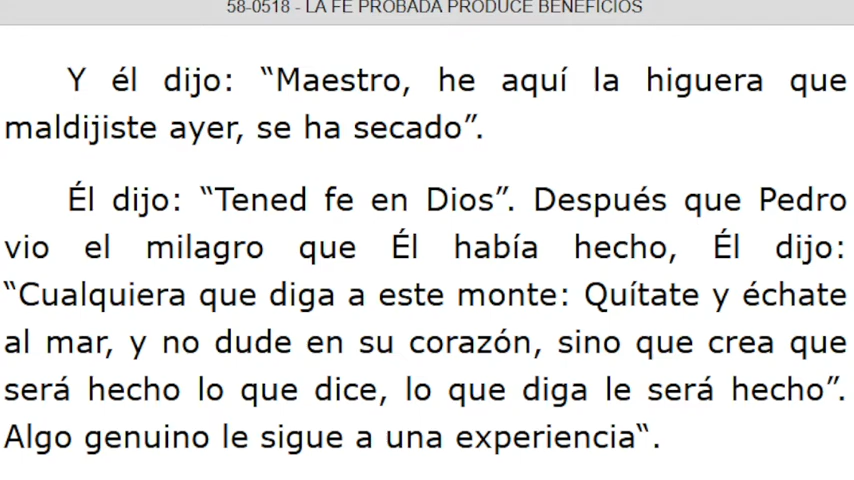 58-0518 - LA FE PROBADA PRODUCE BENEFICIOS
Y él dijo: “Maestro, he aquí la higuera que
maldijiste ayer, se ha secado”.
Él dijo: “Tened fe en Dios”. Después que Pedro
vio el milagro que Él había hecho, Él dijo:
“Cualquiera que diga a este monte: Quítate y échate
al mar, y no dude en su corazón, sino que crea que
será hecho lo que dice, lo que diga le será hecho”.
Algo genuino le sigue a una experiencia“.